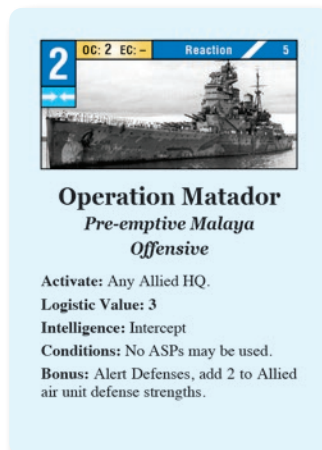 2
OC: 2 EC: – Reaction 5
Operation Matador
Pre-emptive Malaya
Offensive
Activate: Any Allied HQ.
Logistic Value: 3
Intelligence: Intercept
Conditions: No ASPs may be used.
Bonus: Alert Defenses, add 2 to Allied
air unit defense strengths.